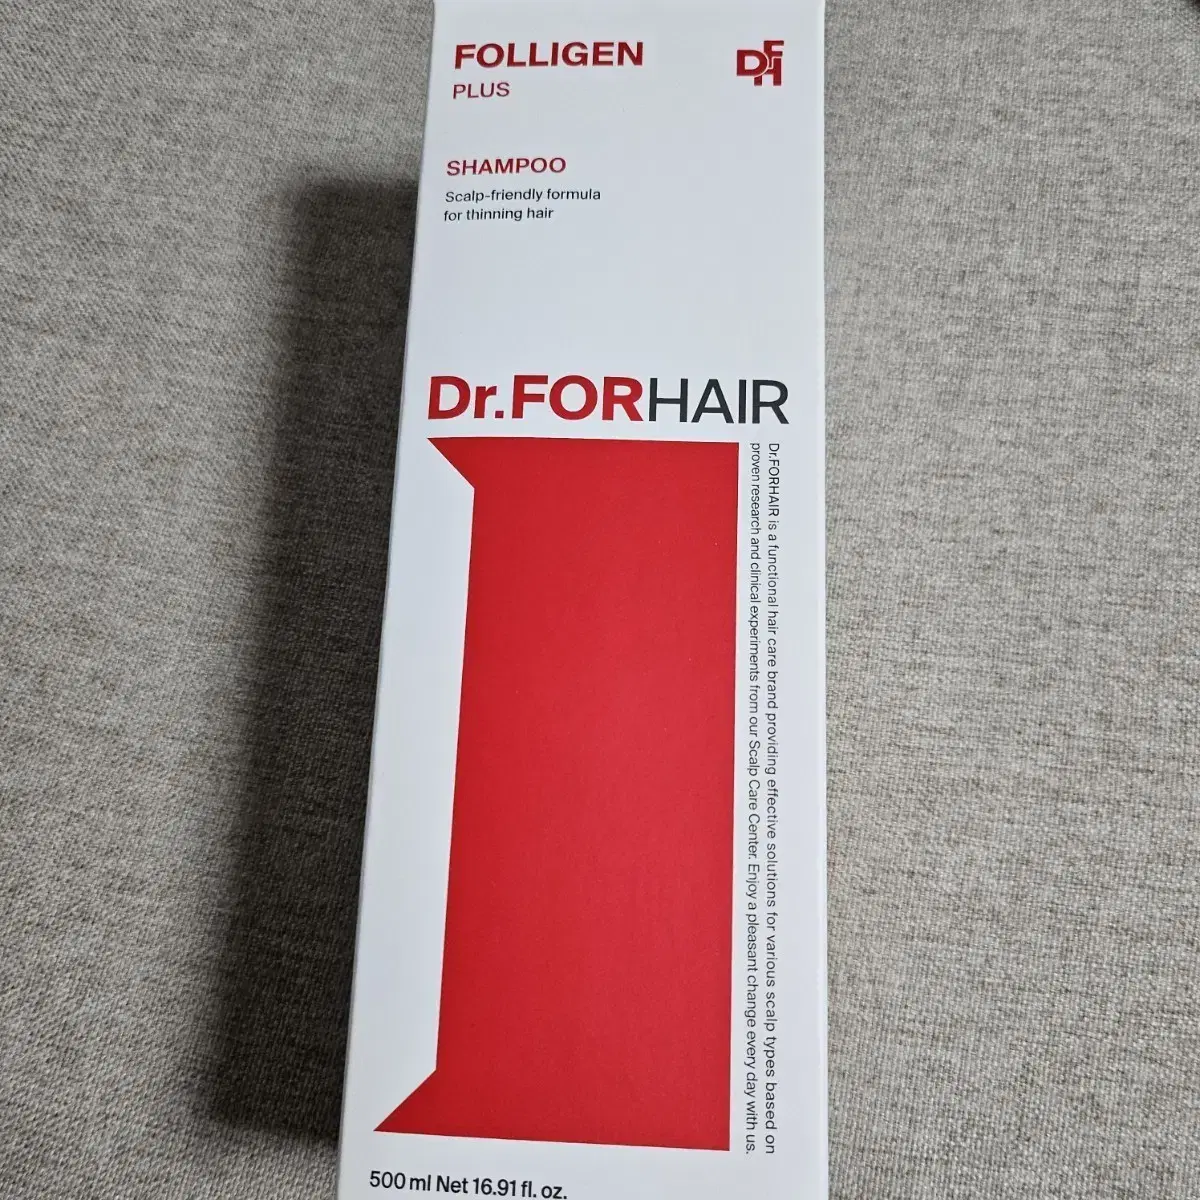 FOLLIGEN
PLUS
DFH
SHAMPOO
Scalp-friendly formula
for thinning hair
Dr.FORHAIR
Dr.FORHAIR is a functional hair care brand providing effective solutions for various scalp types based on
proven research and clinical experiments from our Scalp Care Center. Enjoy a pleasant change every day with us.
500 ml Net 16.91 fl. oz.